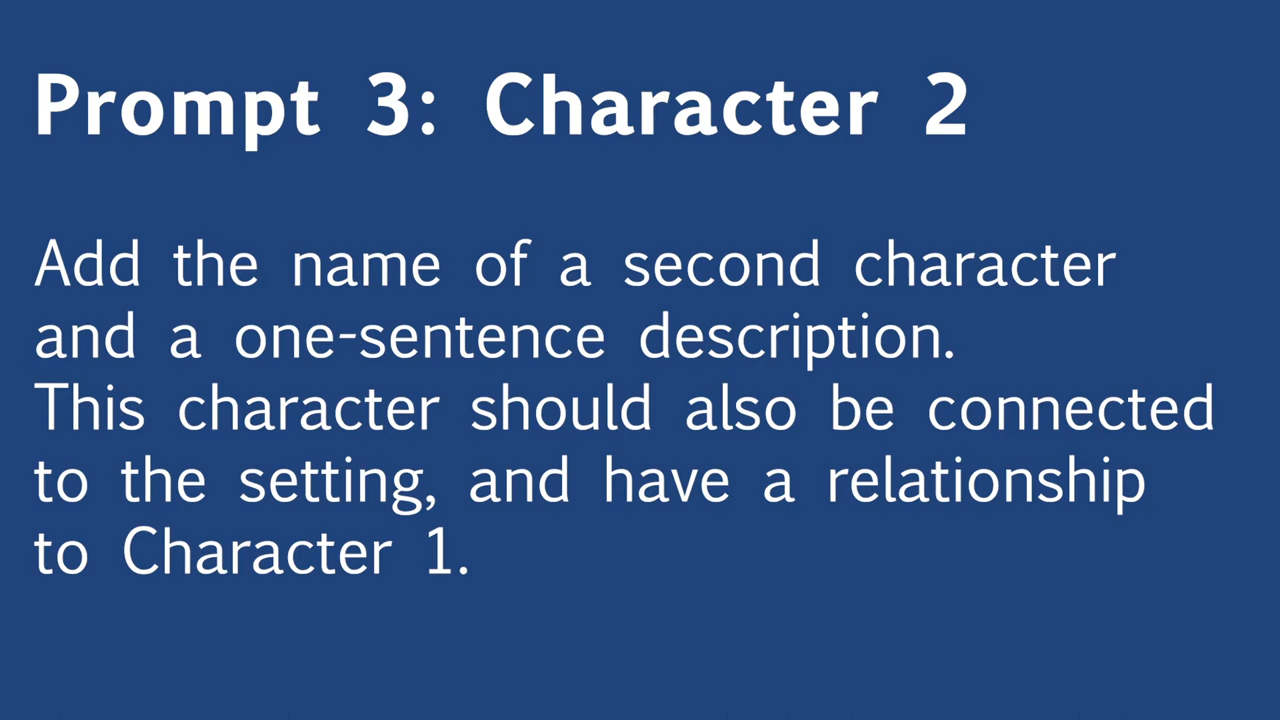 Prompt 3: Character 2
Add the name of a second character
and a one-sentence description.
This character should also be connected
to the setting, and have a relationship
to Character 1.